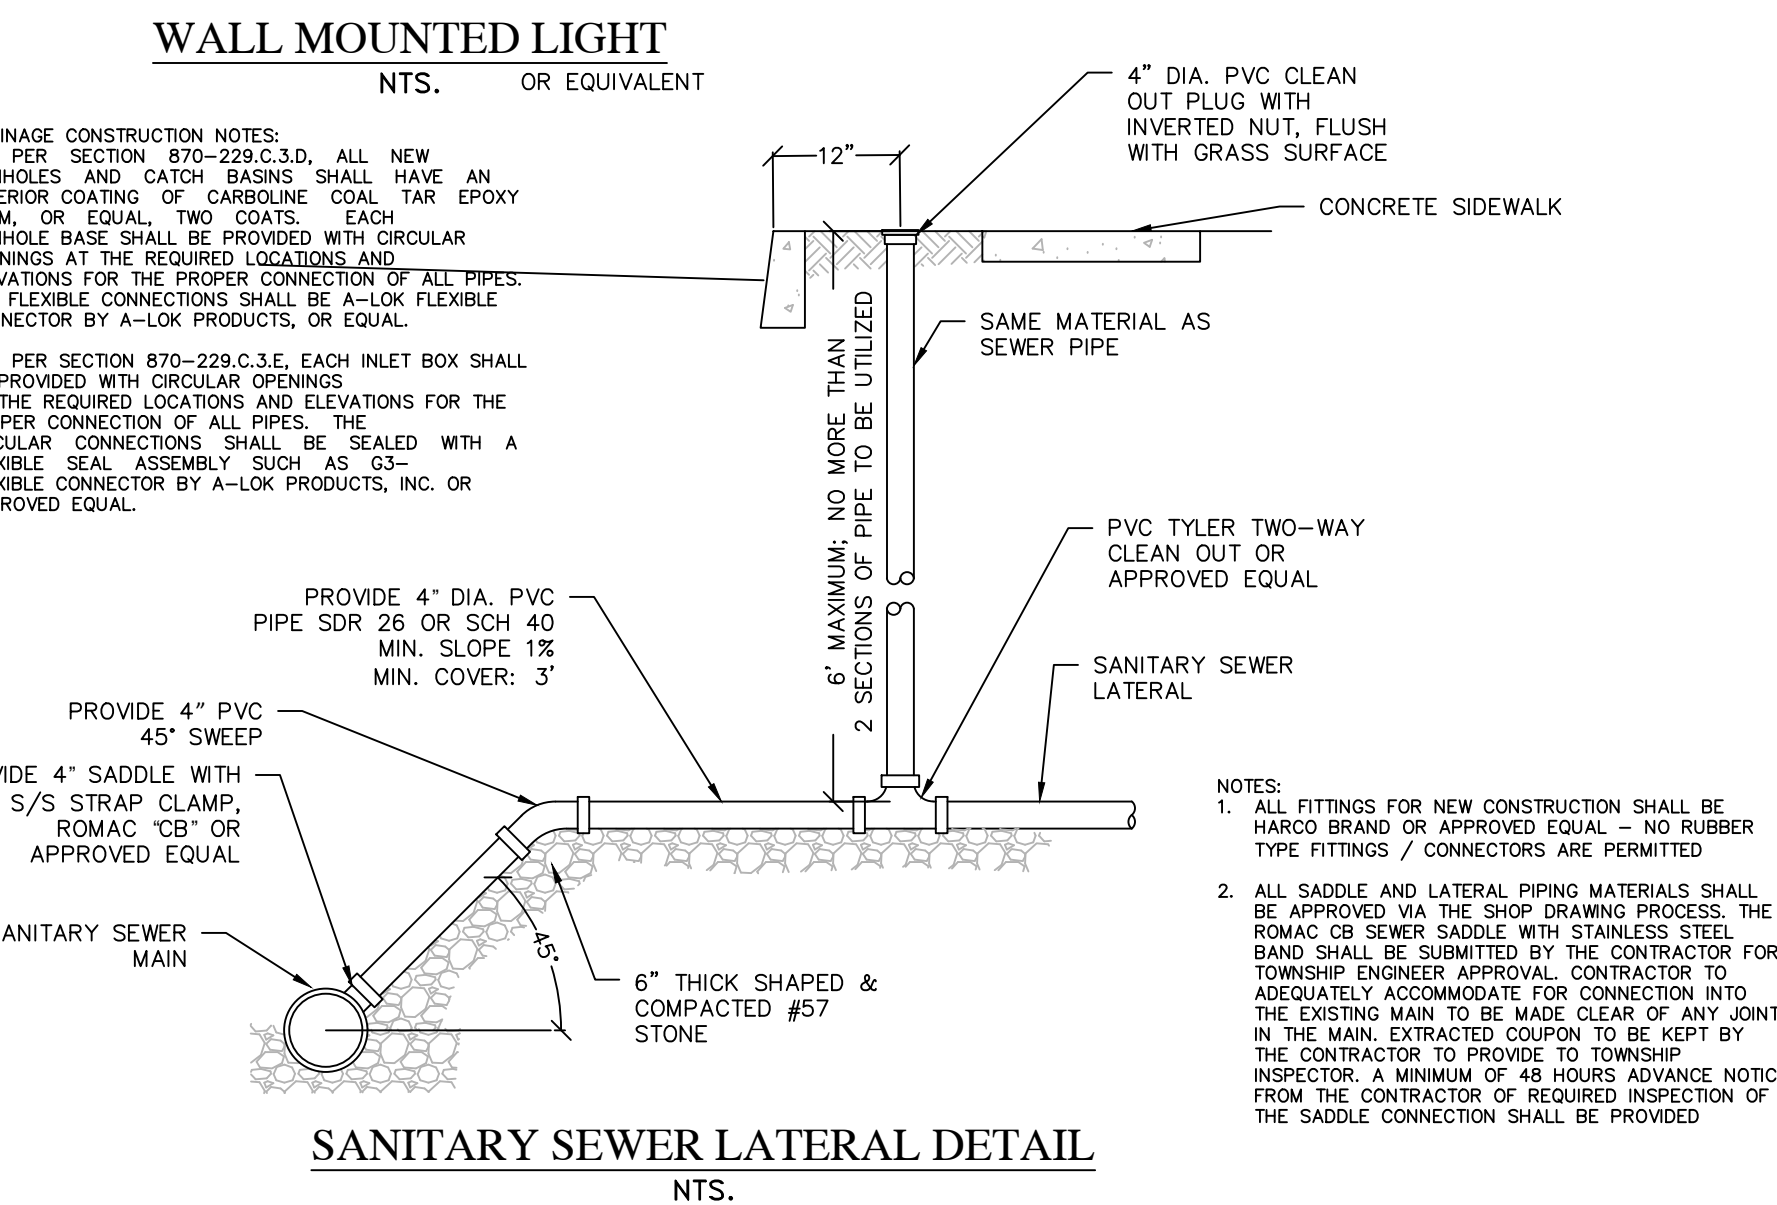 WALL MOUNTED LIGHT
NTS. OR EQUIVALENT
INAGE CONSTRUCTION NOTES:
PER SECTION 870-229.C.3.D, ALL NEW
HOLES AND CATCH BASINS SHALL HAVE AN
ERIOR COATING OF CARBOLINE COAL TAR EPOXY
M, OR EQUAL, TWO COATS. EACH
HOLE BASE SHALL BE PROVIDED WITH CIRCULAR
NINGS AT THE REQUIRED LOCATIONS AND
VATIONS FOR THE PROPER CONNECTION OF ALL PIPES.
FLEXIBLE CONNECTIONS SHALL BE A-LOK FLEXIBLE
NECTOR BY A-LOK PRODUCTS, OR EQUAL.
PER SECTION 870-229.C.3.E, EACH INLET BOX SHALL
PROVIDED WITH CIRCULAR OPENINGS
THE REQUIRED LOCATIONS AND ELEVATIONS FOR THE
PER CONNECTION OF ALL PIPES. THE
CULAR CONNECTIONS SHALL BE SEALED WITH A
XIBLE SEAL ASSEMBLY SUCH AS G3-
XIBLE CONNECTOR BY A-LOK PRODUCTS, INC. OR
ROVED EQUAL.
12"
4" DIA. PVC CLEAN
OUT PLUG WITH
INVERTED NUT, FLUSH
WITH GRASS SURFACE
CONCRETE SIDEWALK
SAME MATERIAL AS
SEWER PIPE
6' MAXIMUM; NO MORE THAN
2 SECTIONS OF PIPE TO BE UTILIZED
PVC TYLER TWO-WAY
CLEAN OUT OR
APPROVED EQUAL
PROVIDE 4" DIA. PVC
PIPE SDR 26 OR SCH 40
MIN. SLOPE 1%
MIN. COVER: 3'
SANITARY SEWER
LATERAL
PROVIDE 4" PVC
45° SWEEP
VIDE 4" SADDLE WITH
S/S STRAP CLAMP,
ROMAC "CB" OR
APPROVED EQUAL
ANITARY SEWER
MAIN
45°
6" THICK SHAPED &
COMPACTED #57
STONE
NOTES:
1. ALL FITTINGS FOR NEW CONSTRUCTION SHALL BE
HARCO BRAND OR APPROVED EQUAL - NO RUBBER
TYPE FITTINGS / CONNECTORS ARE PERMITTED
2. ALL SADDLE AND LATERAL PIPING MATERIALS SHALL
BE APPROVED VIA THE SHOP DRAWING PROCESS. THE
ROMAC CB SEWER SADDLE WITH STAINLESS STEEL
BAND SHALL BE SUBMITTED BY THE CONTRACTOR FOR
TOWNSHIP ENGINEER APPROVAL. CONTRACTOR TO
ADEQUATELY ACCOMMODATE FOR CONNECTION INTO
THE EXISTING MAIN TO BE MADE CLEAR OF ANY JOINT
IN THE MAIN. EXTRACTED COUPON TO BE KEPT BY
THE CONTRACTOR TO PROVIDE TO TOWNSHIP
INSPECTOR. A MINIMUM OF 48 HOURS ADVANCE NOTIC
FROM THE CONTRACTOR OF REQUIRED INSPECTION OF
THE SADDLE CONNECTION SHALL BE PROVIDED
SANITARY SEWER LATERAL DETAIL
NTS.